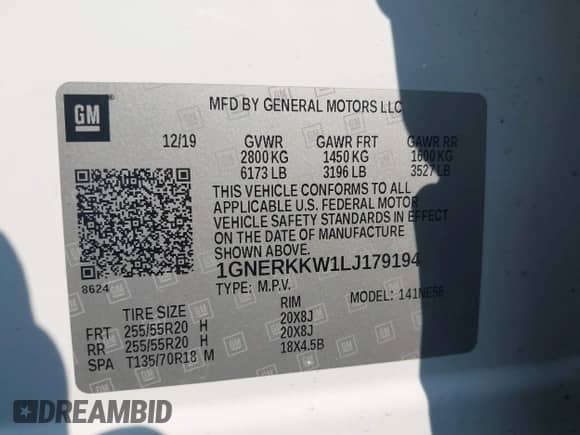 GM
MFD BY GENERAL MOTORS LLC
12/19 GVWR GAWR FRT GAWR RR
2800 KG 1450 KG 1600 KG
6173 LB 3196 LB 3527 LB
THIS VEHICLE CONFORMS TO ALL
APPLICABLE U.S. FEDERAL MOTOR
VEHICLE SAFETY STANDARDS IN EFFECT
ON THE DATE OF MANUFACTURE
SHOWN ABOVE.
8624
1GNERKKW1LJ179194
TYPE: M.P.V. MODEL: 141NE56
TIRE SIZE RIM
FRT 255/55R20 H 20X8J
RR 255/55R20 H 20X8J
SPA T135/70R18 M 18X4.5B
DREAMBID